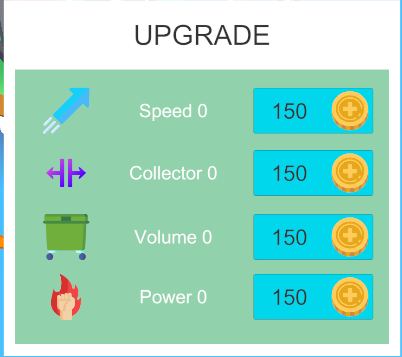 UPGRADE
Speed 0 150
Collector 0 150
Volume 0 150
Power 0 150